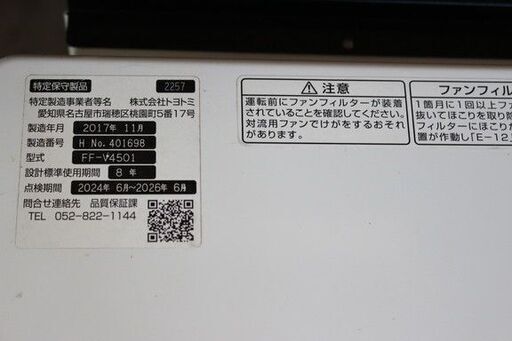 特定保守製品 2257
特定製造事業者等名 株式会社トヨトミ
愛知県名古屋市瑞穂区桃園町5番17号
製造年月 2017年 11月
製造番号 H No. 401698
型式 FF-V4501
設計標準使用期間 8 年
点検期間 2024年 6月~2026年 6月
問合せ連絡先 品質保証課
TEL 052-822-1144
⚠注意
運転前にファンフィルターが装着
されていることを確認してください。
対流用ファンでけがをするおそれ
があります。
ファンフィル
1箇月に1回以上フ
抜いてほこりを取り除
フィルターにほこりた
置が作動し「E-12」